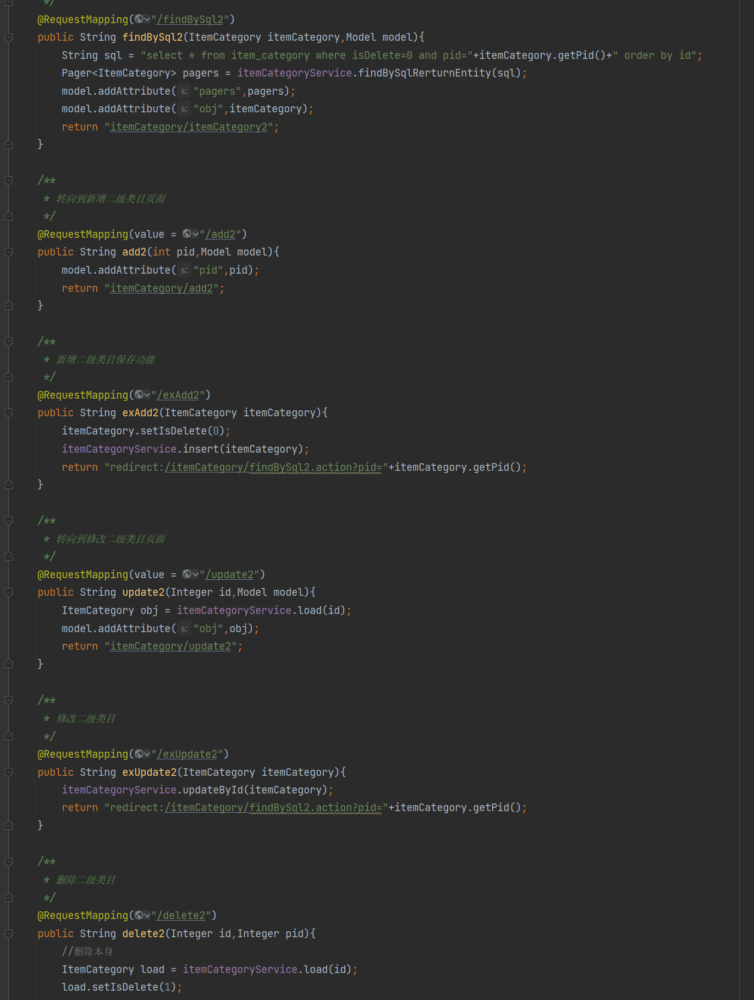 */
@RequestMapping("/findBySql2")
public String findBySql2(ItemCategory itemCategory,Model model){
String sql = "select * from item_category where isDelete=0 and pid="+itemCategory.getPid()+" order by id";
Pager<ItemCategory> pagers = itemCategoryService.findBySqlRerturnEntity(sql);
model.addAttribute( s: "pagers",pagers);
model.addAttribute( s: "obj",itemCategory);
return "itemCategory/itemCategory2";
}
/**
* 转向到新增二级类目页面
*/
@RequestMapping(value = "/add2")
public String add2(int pid,Model model){
model.addAttribute( s: "pid",pid);
return "itemCategory/add2";
}
/**
* 新增二级类目保存功能
*/
@RequestMapping("/exAdd2")
public String exAdd2(ItemCategory itemCategory){
itemCategory.setIsDelete(0);
itemCategoryService.insert(itemCategory);
return "redirect:/itemCategory/findBySql2.action?pid="+itemCategory.getPid();
}
/**
* 转向到修改二级类目页面
*/
@RequestMapping(value = "/update2")
public String update2(Integer id,Model model){
ItemCategory obj = itemCategoryService.load(id);
model.addAttribute( s: "obj",obj);
return "itemCategory/update2";
}
/**
* 修改二级类目
*/
@RequestMapping("/exUpdate2")
public String exUpdate2(ItemCategory itemCategory){
itemCategoryService.updateById(itemCategory);
return "redirect:/itemCategory/findBySql2.action?pid="+itemCategory.getPid();
}
/**
* 删除二级类目
*/
@RequestMapping("/delete2")
public String delete2(Integer id,Integer pid){
//删除本身
ItemCategory load = itemCategoryService.load(id);
load.setIsDelete(1);